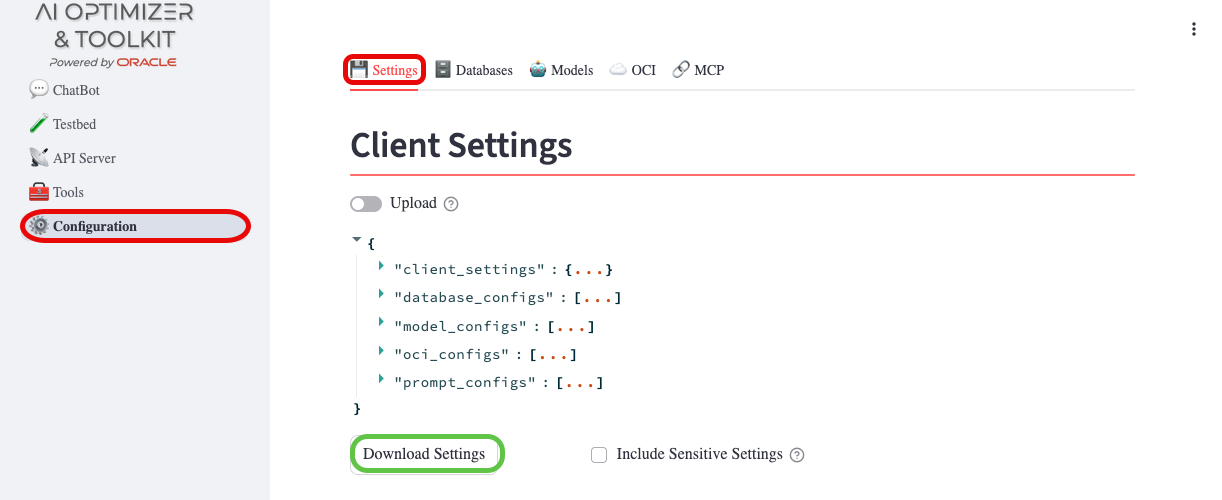 AI OPTIMIZER
& TOOLKIT
Powered by ORACLE
ChatBot
Testbed
API Server
Tools
Configuration
Settings Databases Models OCI MCP
Client Settings
Upload
{
"client_settings" : {...}
"database_configs" : [...]
"model_configs" : [...]
"oci_configs" : [...]
"prompt_configs" : [...]
}
Download Settings Include Sensitive Settings